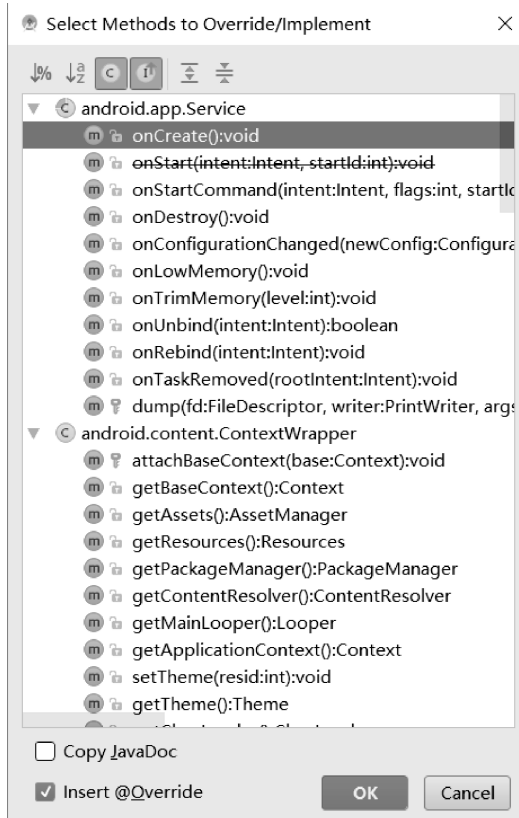 Select Methods to Override/Implement
android.app.Service
onCreate():void
onStart(intent:Intent, startId:int):void
onStartCommand(intent:Intent, flags:int, startId
onDestroy():void
onConfigurationChanged(newConfig:Configura
onLowMemory():void
onTrimMemory(level:int):void
onUnbind(intent:Intent):boolean
onRebind(intent:Intent):void
onTaskRemoved(rootIntent:Intent):void
dump(fd:FileDescriptor, writer:PrintWriter, args
android.content.ContextWrapper
attachBaseContext(base:Context):void
getBaseContext():Context
getAssets():AssetManager
getResources():Resources
getPackageManager():PackageManager
getContentResolver():ContentResolver
getMainLooper():Looper
getApplicationContext():Context
setTheme(resid:int):void
getTheme():Theme
Copy JavaDoc
Insert @Override
OK Cancel